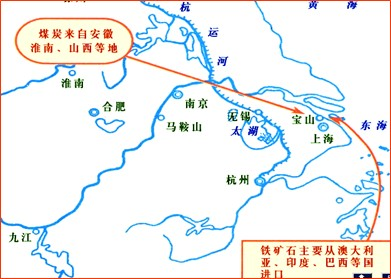 杭
运
河
黄 海
煤炭来自安徽
淮南、山西等地
淮南
合肥
南京
马鞍山
无锡
太 湖
宝山
上海
东 海
杭州
九江
铁矿石主要从澳大利
亚、印度、巴西等国
进口